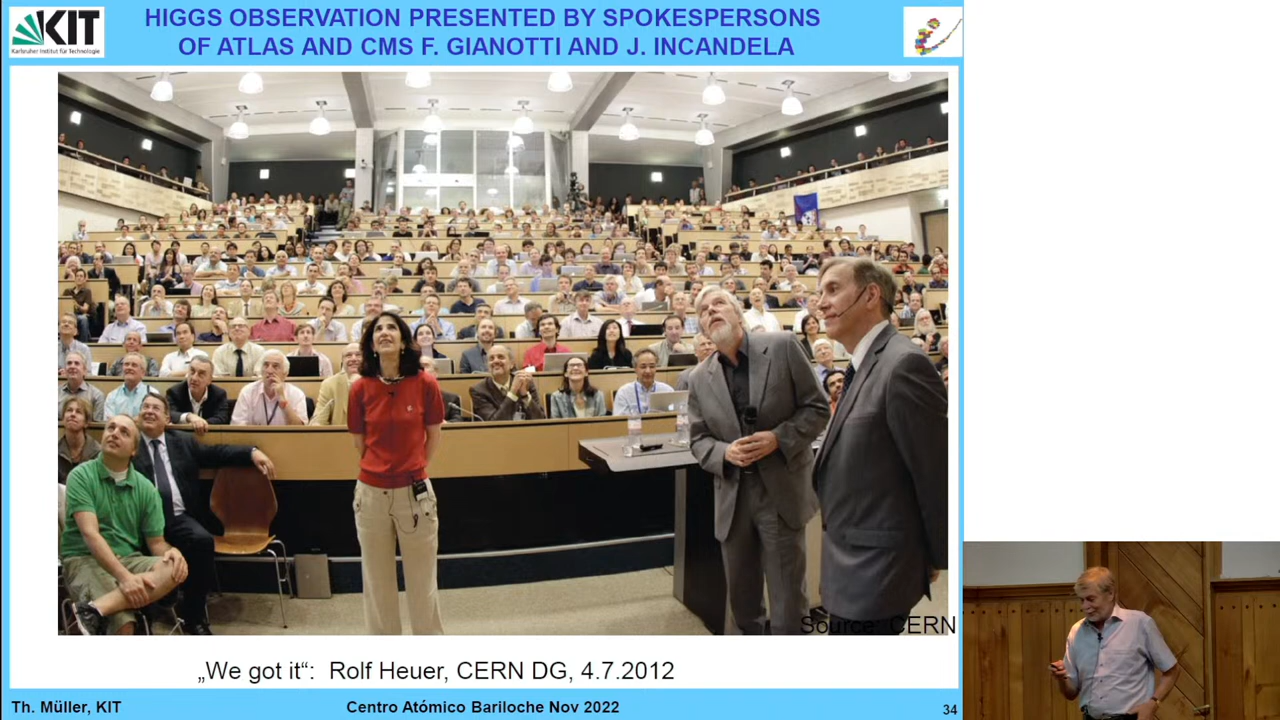 KIT
Karlsruher Institut für Technologie
HIGGS OBSERVATION PRESENTED BY SPOKESPERSONS
OF ATLAS AND CMS F. GIANOTTI AND J. INCANDELA
Source: CERN
„We got it“: Rolf Heuer, CERN DG, 4.7.2012
Th. Müller, KIT
Centro Atómico Bariloche Nov 2022
34